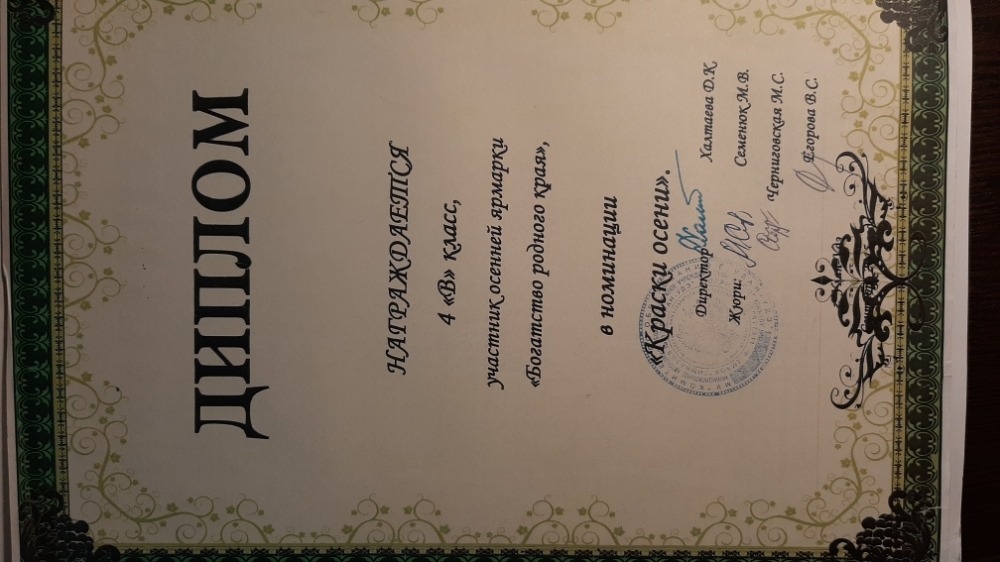 ДИПЛОМ
НАГРАЖДАЕТСЯ
4 «В» класс,
участник осенней ярмарки
«Богатство родного края»,
в номинации
«Краски осени».
Директор Халтаева Д.К
Жюри: Семенюк М.В.
Черниговская М.С.
Егорова В.С.